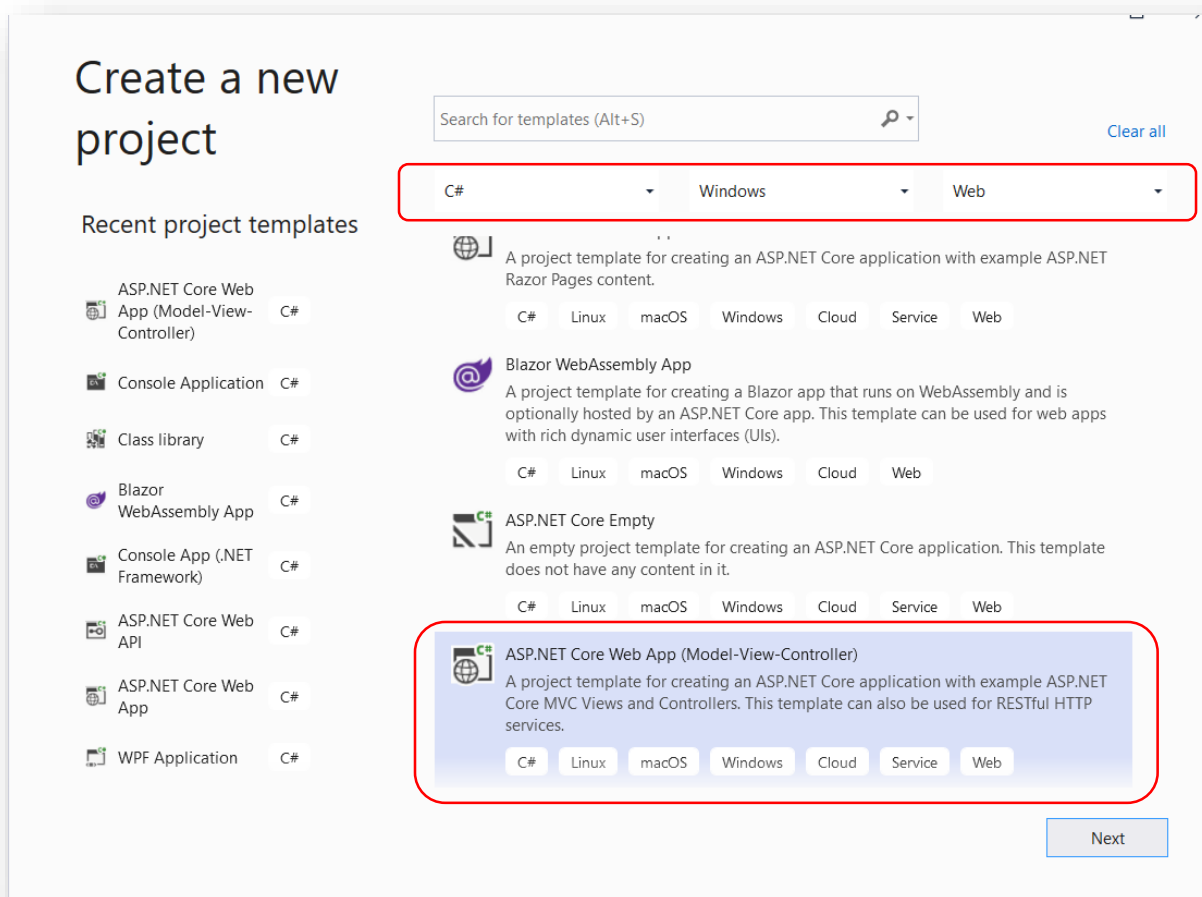 Create a new
project
Search for templates (Alt+S)
Clear all
C#
Windows
Web
Recent project templates
ASP.NET Core Web
App (Model-View-
Controller)
C#
Console Application
C#
Class library
C#
Blazor
WebAssembly App
C#
Console App (.NET
Framework)
C#
ASP.NET Core Web
API
C#
ASP.NET Core Web
App
C#
WPF Application
C#
A project template for creating an ASP.NET Core application with example ASP.NET
Razor Pages content.
C# Linux macOS Windows Cloud Service Web
Blazor WebAssembly App
A project template for creating a Blazor app that runs on WebAssembly and is
optionally hosted by an ASP.NET Core app. This template can be used for web apps
with rich dynamic user interfaces (UIs).
C# Linux macOS Windows Cloud Web
ASP.NET Core Empty
An empty project template for creating an ASP.NET Core application. This template
does not have any content in it.
C# Linux macOS Windows Cloud Service Web
ASP.NET Core Web App (Model-View-Controller)
A project template for creating an ASP.NET Core application with example ASP.NET
Core MVC Views and Controllers. This template can also be used for RESTful HTTP
services.
C# Linux macOS Windows Cloud Service Web
Next